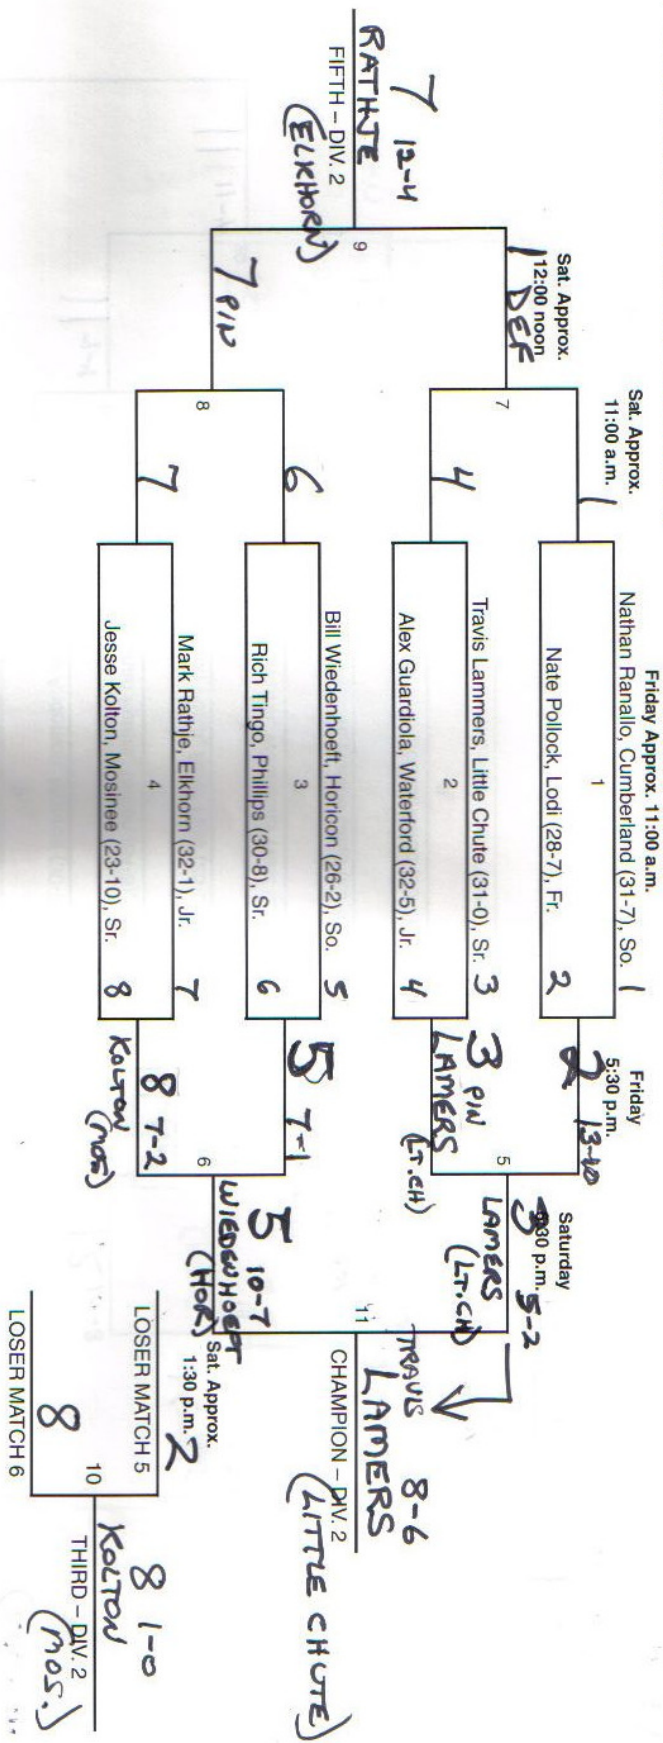 Friday Approx. 11:00 a.m.
Sat. Approx.
11:00 a.m.
Sat. Approx.
12:00 noon
Friday
5:30 p.m.
Saturday
30 p.m.
Nathan Ranallo, Cumberland (31-7), So. 1
1
Nate Pollock, Lodi (28-7), Fr. 2
Travis Lammers, Little Chute (31-0), Sr. 3
2
Alex Guardiola, Waterford (32-5), Jr. 4
Bill Wiedenhoeft, Horicon (26-2), So. 5
3
Rich Tingo, Phillips (30-8), Sr. 6
Mark Rathje, Elkhorn (32-1), Jr. 7
4
Jesse Kolton, Mosinee (23-10), Sr. 8
1
4
7
6
7
8
1 DEF
7 PIN
9
7 12-4
RATHJE
FIFTH – DIV. 2
(ELKHORN)
2 13-10
3 PIN
LAMERS
(LT.CH)
5
5 7-1
8 7-2
KOLTON
(MOS)
6
3 5-2
LAMERS
(LT.CH)
5 10-7
WIEDENHOEFT
(HOR)
11
TRAVIS 8-6
LAMERS
CHAMPION – DIV. 2
(LITTLE CHUTE)
Sat. Approx.
1:30 p.m.
2
LOSER MATCH 5
10
8
LOSER MATCH 6
8 1-0
KOLTON
THIRD – DIV. 2
(MOS.)